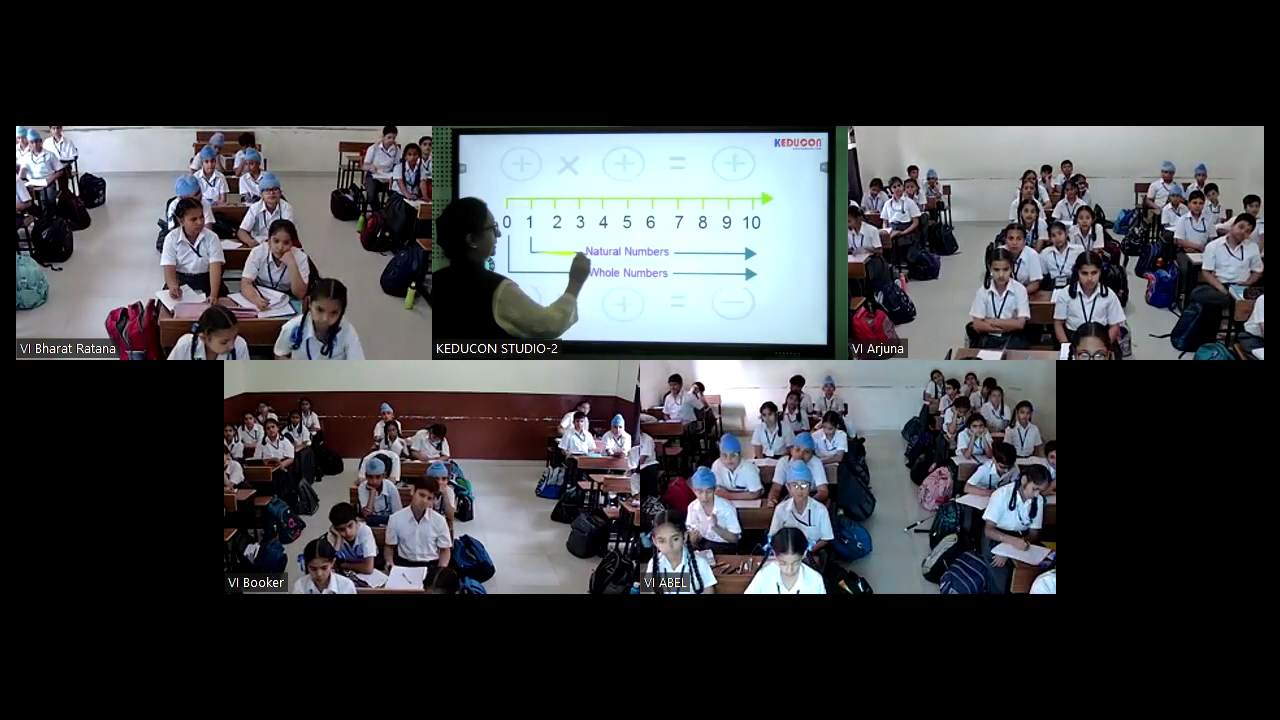 KEDUCON
+ × + = +
0 1 2 3 4 5 6 7 8 9 10
Natural Numbers
Whole Numbers
+ = −
VI Bharat Ratana
KEDUCON STUDIO-2
VI Arjuna
VI Booker
VI ABEL